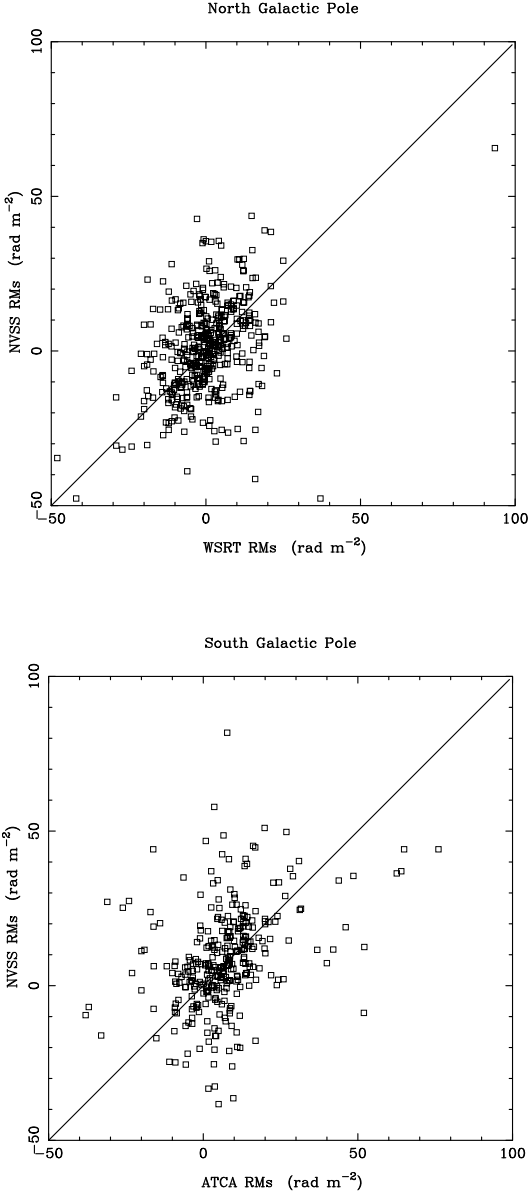 North Galactic Pole
100
50
0
−50
NVSS RMs (rad m⁻²)
−50 0 50 100
WSRT RMs (rad m⁻²)
South Galactic Pole
100
50
0
−50
NVSS RMs (rad m⁻²)
−50 0 50 100
ATCA RMs (rad m⁻²)